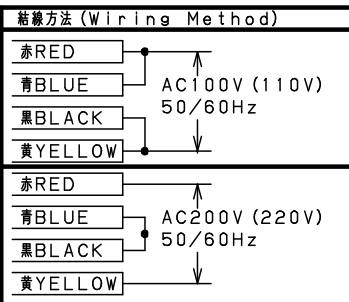 結線方法(Wiring Method)
赤RED
青BLUE
黒BLACK
黄YELLOW
AC100V(110V)
50/60Hz
赤RED
青BLUE
黒BLACK
黄YELLOW
AC200V(220V)
50/60Hz